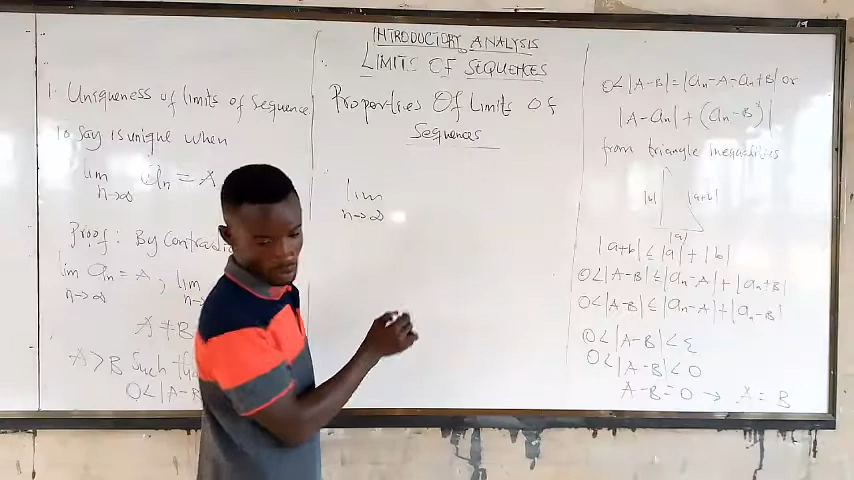 INTRODUCTORY ANALYSIS
LIMITS OF SEQUENCES
1. Uniqueness of limits of Sequence
To Say is unique when
lim aₙ = A
n→∞
Proof: By Contradi
lim aₙ = A, lim
n→∞ n→
A ≠ B
A > B Such th
0 < |A - B
Properties Of Limits Of
Sequences
lim
n→∞
0 < |A-B| = |aₙ - A - aₙ + B| or
|A - aₙ| + (aₙ - B)|
from triangle inequalities
|b| |a+b|
|a|
|a+b| ≤ |a| + |b|
0 < |A-B| ≤ |aₙ - A| + |aₙ + B|
0 < |A-B| ≤ |aₙ - A| + |aₙ - B|
0 < |A-B| < ε
0 < |A-B| < 0
A - B = 0 → A = B